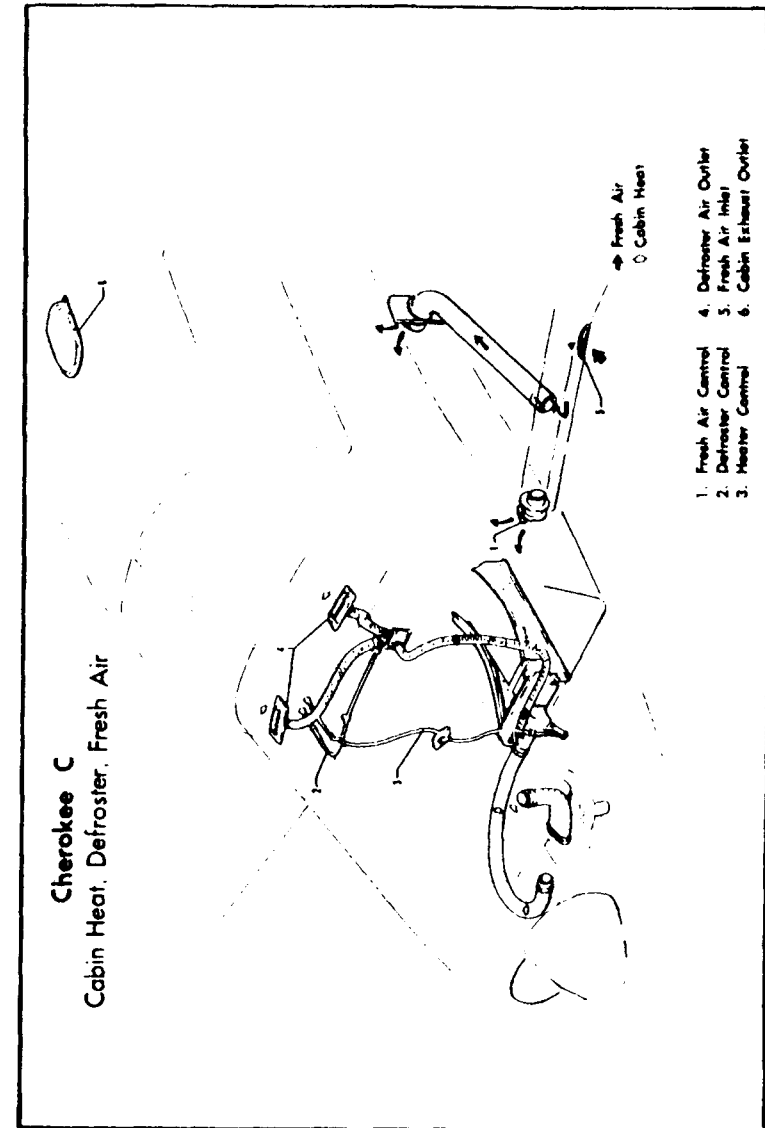 Cherokee C
Cabin Heat, Defroster, Fresh Air
Fresh Air
Cabin Heat
1. Fresh Air Control
2. Defroster Control
3. Heater Control
4. Defroster Air Outlet
5. Fresh Air Inlet
6. Cabin Exhaust Outlet